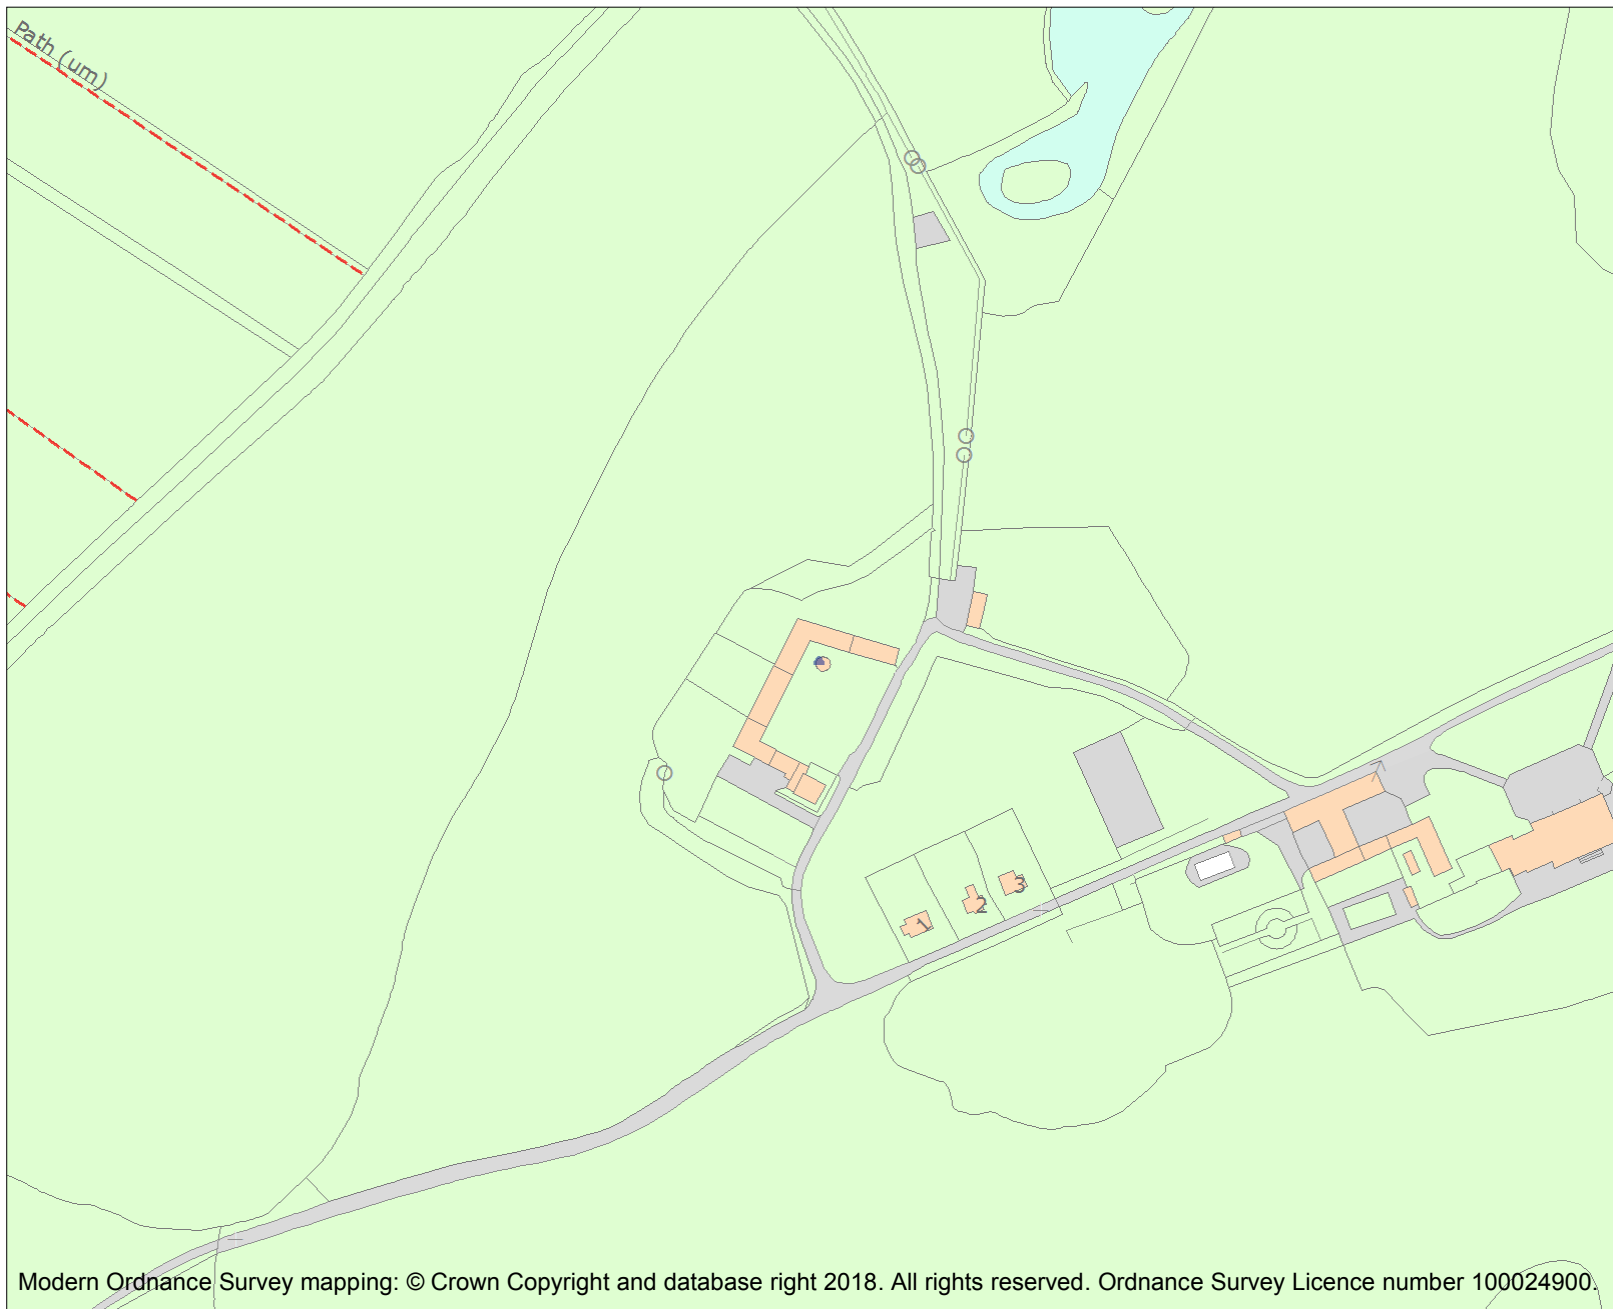 Path (um)
3
2
1
Modern Ordnance Survey mapping: © Crown Copyright and database right 2018. All rights reserved. Ordnance Survey Licence number 100024900.